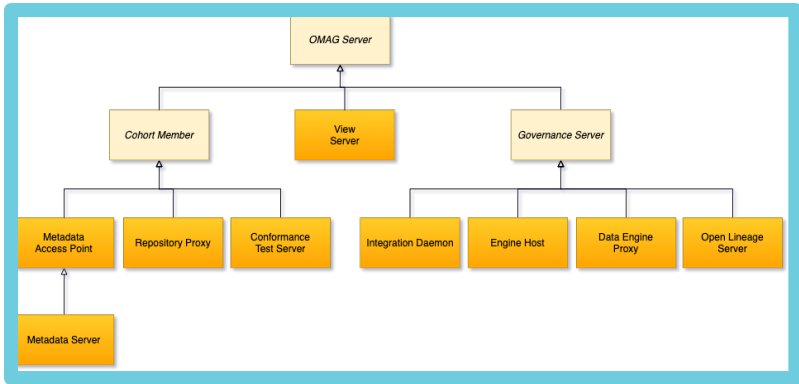 OMAG Server
Cohort Member
View
Server
Governance Server
Metadata
Access Point
Repository Proxy
Conformance
Test Server
Integration Daemon
Engine Host
Data Engine
Proxy
Open Lineage
Server
Metadata Server